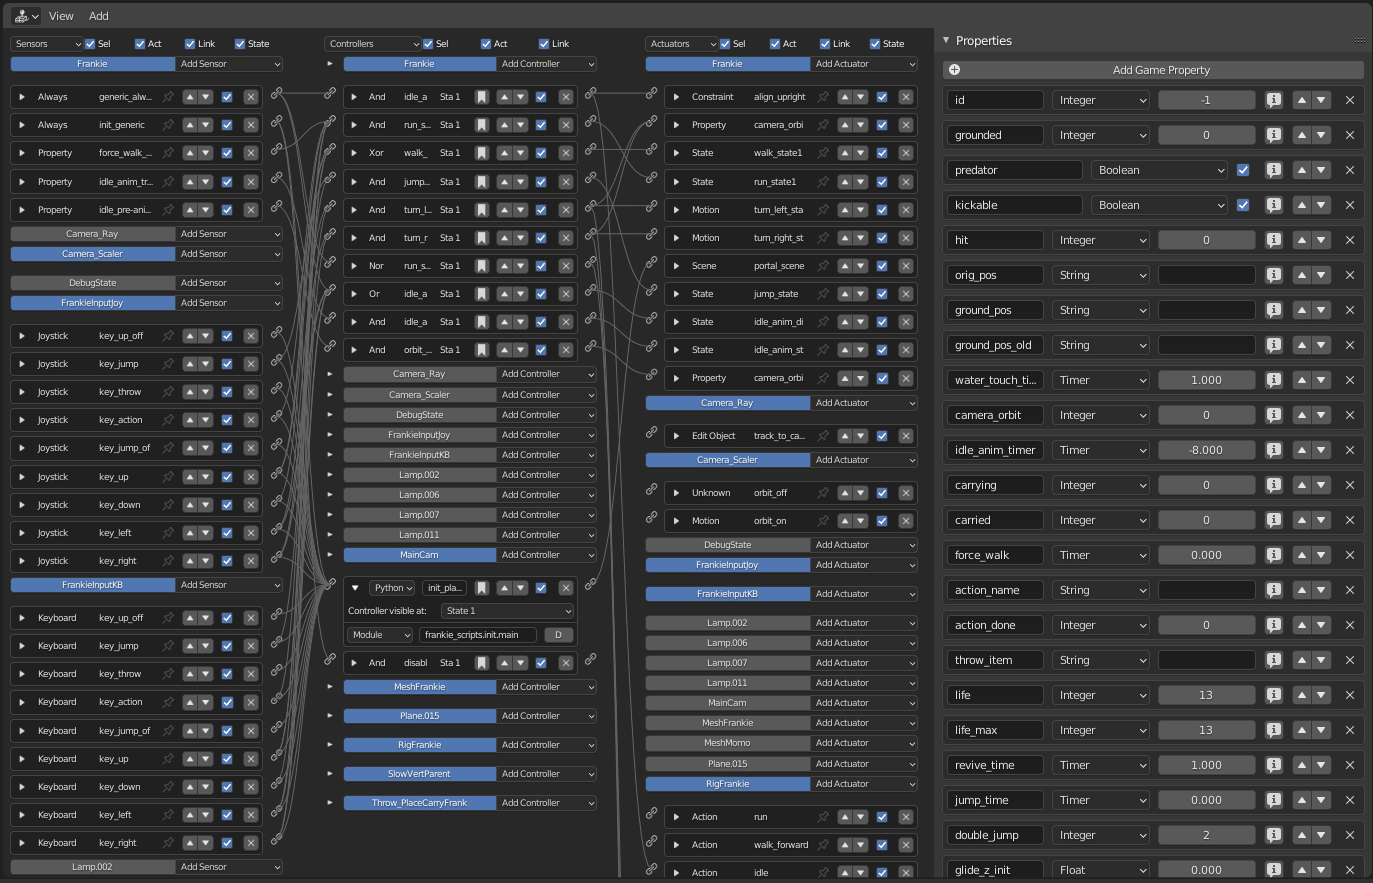 View Add
Sensors Sel Act Link State
Frankie Add Sensor
Always generic_alw...
Always init_generic
Property force_walk_...
Property idle_anim_tr...
Property idle_pre-ani...
Camera_Ray Add Sensor
Camera_Scaler Add Sensor
DebugState Add Sensor
FrankieInputJoy Add Sensor
Joystick key_up_off
Joystick key_jump
Joystick key_throw
Joystick key_action
Joystick key_jump_of
Joystick key_up
Joystick key_down
Joystick key_left
Joystick key_right
FrankieInputKB Add Sensor
Keyboard key_up_off
Keyboard key_jump
Keyboard key_throw
Keyboard key_action
Keyboard key_jump_of
Keyboard key_up
Keyboard key_down
Keyboard key_left
Keyboard key_right
Lamp.002 Add Sensor
Controllers Sel Act Link
Frankie Add Controller
And idle_a Sta 1
And run_s... Sta 1
Xor walk_ Sta 1
And jump... Sta 1
And turn_l... Sta 1
And turn_r Sta 1
Nor run_s... Sta 1
Or idle_a Sta 1
And idle_a Sta 1
And orbit_... Sta 1
Camera_Ray Add Controller
Camera_Scaler Add Controller
DebugState Add Controller
FrankieInputJoy Add Controller
FrankieInputKB Add Controller
Lamp.002 Add Controller
Lamp.006 Add Controller
Lamp.007 Add Controller
Lamp.011 Add Controller
MainCam Add Controller
Python init_pla...
Controller visible at: State 1
Module frankie_scripts.init.main D
And disabl Sta 1
MeshFrankie Add Controller
Plane.015 Add Controller
RigFrankie Add Controller
SlowVertParent Add Controller
Throw_PlaceCarryFrank Add Controller
Actuators Sel Act Link State
Frankie Add Actuator
Constraint align_upright
Property camera_orbi
State walk_state1
State run_state1
Motion turn_left_sta
Motion turn_right_st
Scene portal_scene
State jump_state
State idle_anim_di
State idle_anim_st
Property camera_orbi
Camera_Ray Add Actuator
Edit Object track_to_ca...
Camera_Scaler Add Actuator
Unknown orbit_off
Motion orbit_on
DebugState Add Actuator
FrankieInputJoy Add Actuator
FrankieInputKB Add Actuator
Lamp.002 Add Actuator
Lamp.006 Add Actuator
Lamp.007 Add Actuator
Lamp.011 Add Actuator
MainCam Add Actuator
MeshFrankie Add Actuator
MeshMomo Add Actuator
Plane.015 Add Actuator
RigFrankie Add Actuator
Action run
Action walk_forward
Action idle
Properties
Add Game Property
id Integer -1
grounded Integer 0
predator Boolean
kickable Boolean
hit Integer 0
orig_pos String
ground_pos String
ground_pos_old String
water_touch_ti... Timer 1.000
camera_orbit Integer 0
idle_anim_timer Timer -8.000
carrying Integer 0
carried Integer 0
force_walk Timer 0.000
action_name String
action_done Integer 0
throw_item String
life Integer 13
life_max Integer 13
revive_time Timer 1.000
jump_time Timer 0.000
double_jump Integer 2
glide_z_init Float 0.000